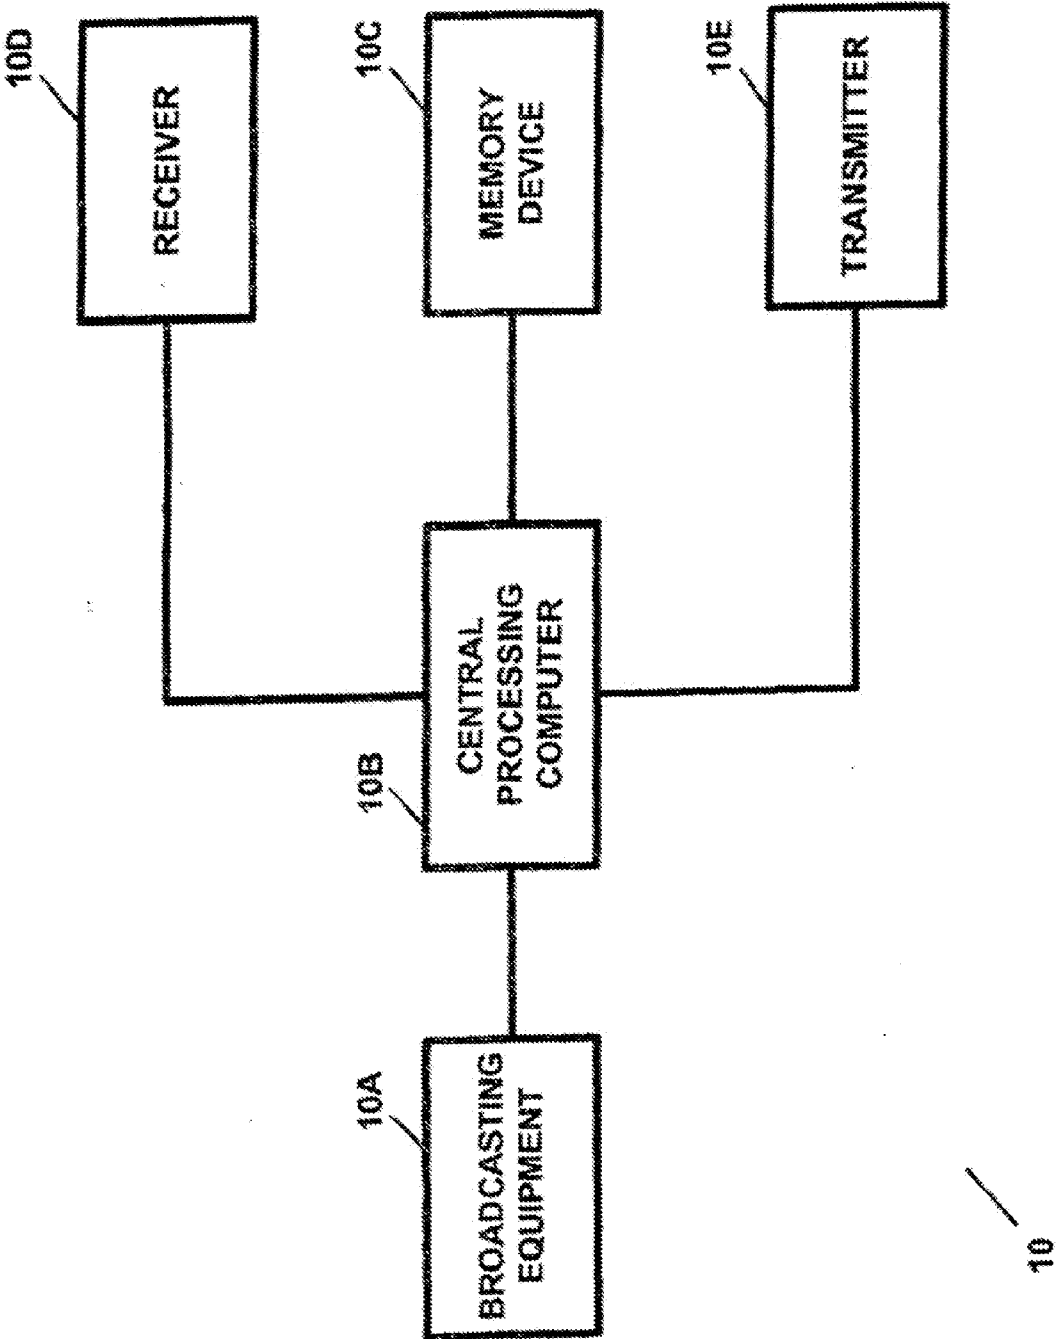 10D
RECEIVER
10A
BROADCASTING
EQUIPMENT
10B
CENTRAL
PROCESSING
COMPUTER
10C
MEMORY
DEVICE
10E
TRANSMITTER
10